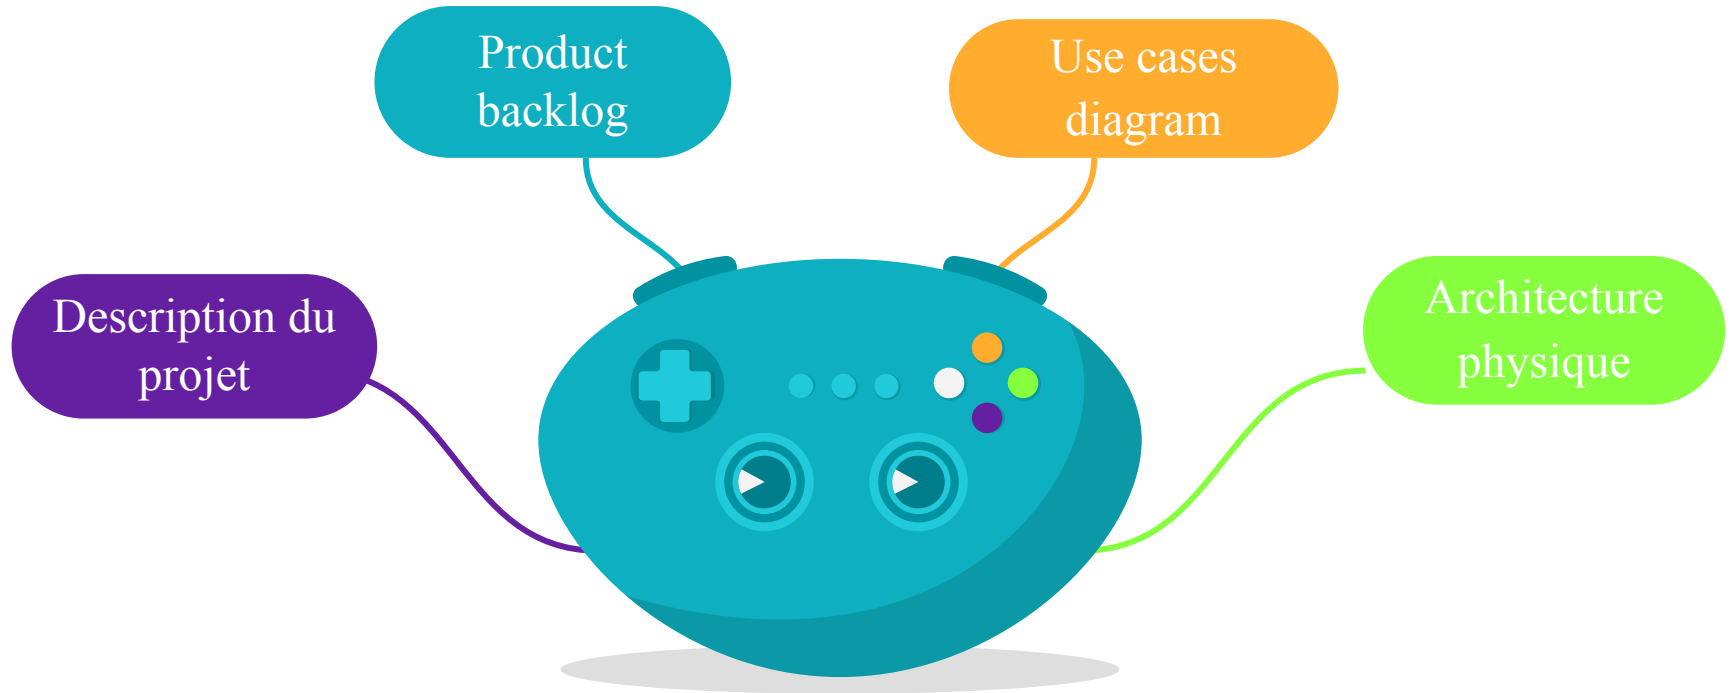 Product
backlog
Use cases
diagram
Description du
projet
Architecture
physique